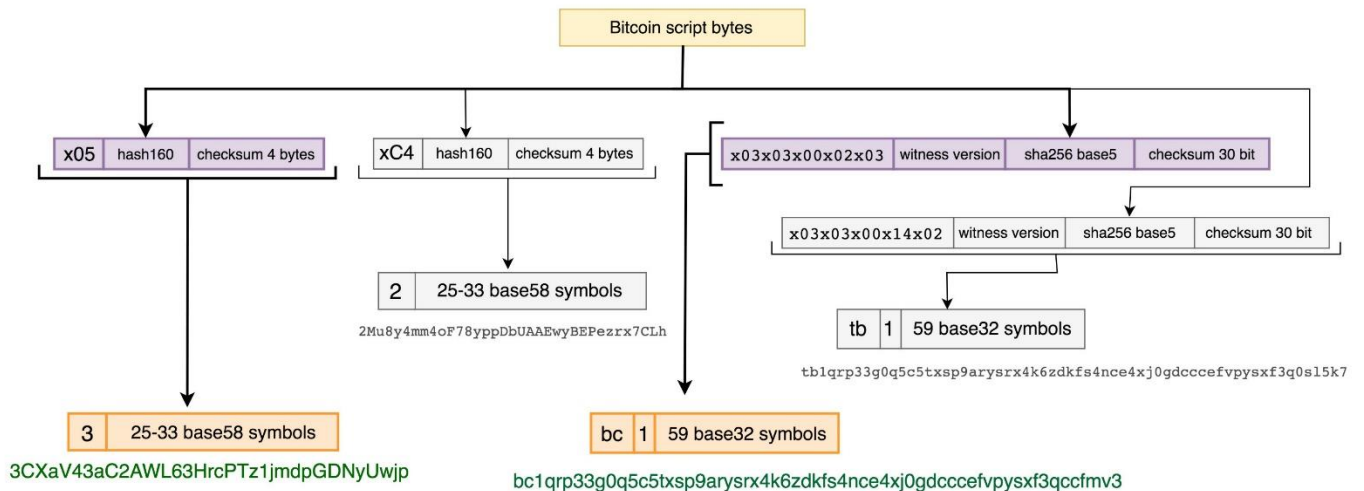 Bitcoin script bytes
x05 hash160 checksum 4 bytes
xC4 hash160 checksum 4 bytes
x03x03x00x02x03 witness version sha256 base5 checksum 30 bit
x03x03x00x14x02 witness version sha256 base5 checksum 30 bit
2 25-33 base58 symbols
2Mu8y4mm4oF78yppDbUAAEwyBEPezrx7CLh
tb 1 59 base32 symbols
tb1qrp33g0q5c5txsp9arysrx4k6zdkfs4nce4xj0gdcccefvpysxf3q0sl5k7
3 25-33 base58 symbols
3CXaV43aC2AWL63HrcPTz1jmdpGDNyUwjp
bc 1 59 base32 symbols
bc1qrp33g0q5c5txsp9arysrx4k6zdkfs4nce4xj0gdcccefvpysxf3qccfmv3